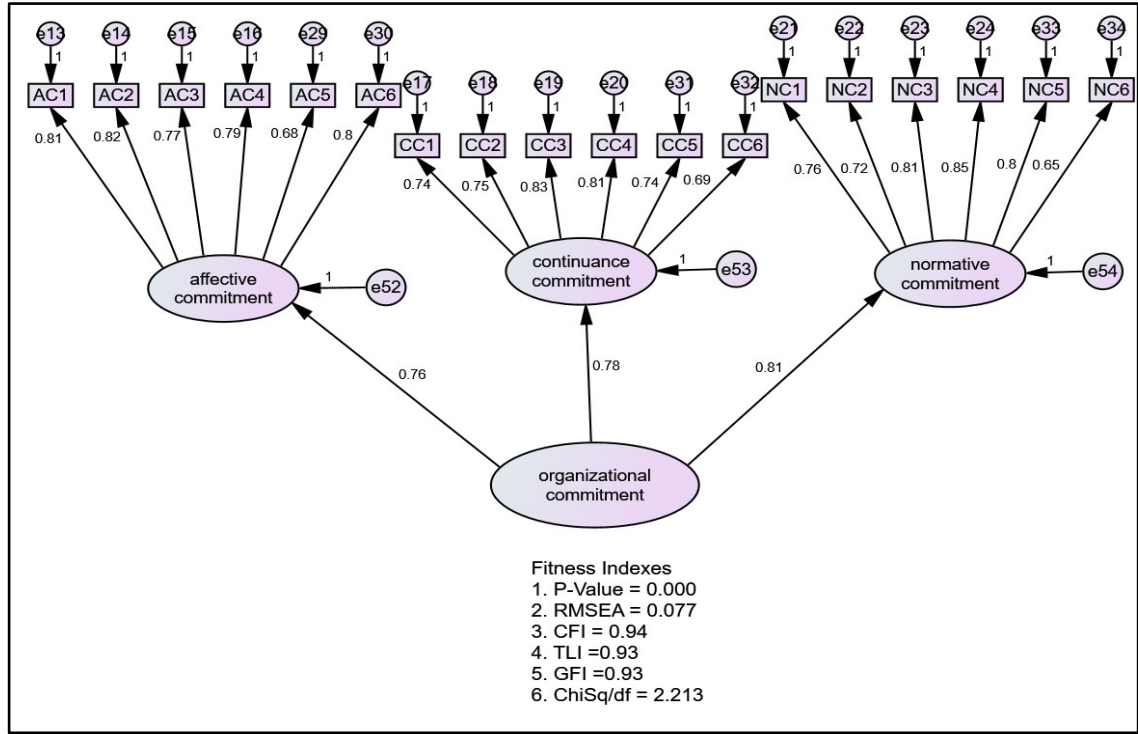 e13 e14 e15 e16 e29 e30
1 1 1 1 1 1
AC1 AC2 AC3 AC4 AC5 AC6
0.81 0.82 0.77 0.79 0.68 0.8
e17 e18 e19 e20 e31 e32
1 1 1 1 1 1
CC1 CC2 CC3 CC4 CC5 CC6
0.74 0.75 0.83 0.81 0.74 0.69
e21 e22 e23 e24 e33 e34
1 1 1 1 1 1
NC1 NC2 NC3 NC4 NC5 NC6
0.76 0.72 0.81 0.85 0.8 0.65
affective
commitment
1
e52
continuance
commitment
1
e53
normative
commitment
1
e54
0.76
0.78
0.81
organizational
commitment
Fitness Indexes
1. P-Value = 0.000
2. RMSEA = 0.077
3. CFI = 0.94
4. TLI =0.93
5. GFI =0.93
6. ChiSq/df = 2.213